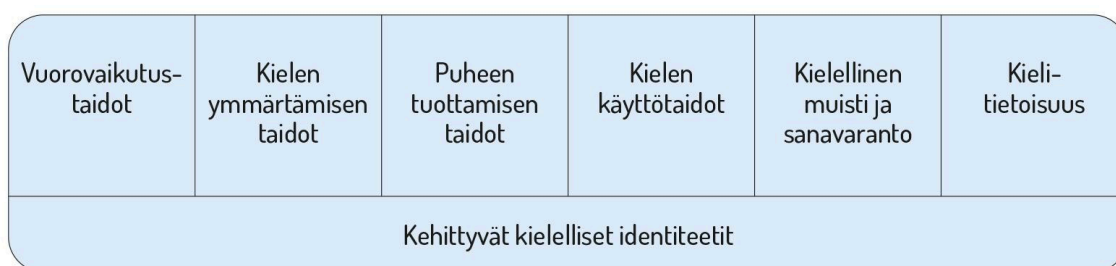 Vuorovaikutus-
taidot
Kielen
ymmärtämisen
taidot
Puheen
tuottamisen
taidot
Kielen
käyttötaidot
Kielellinen
muisti ja
sanavaranto
Kieli-
tietoisuus
Kehittyvät kielelliset identiteetit